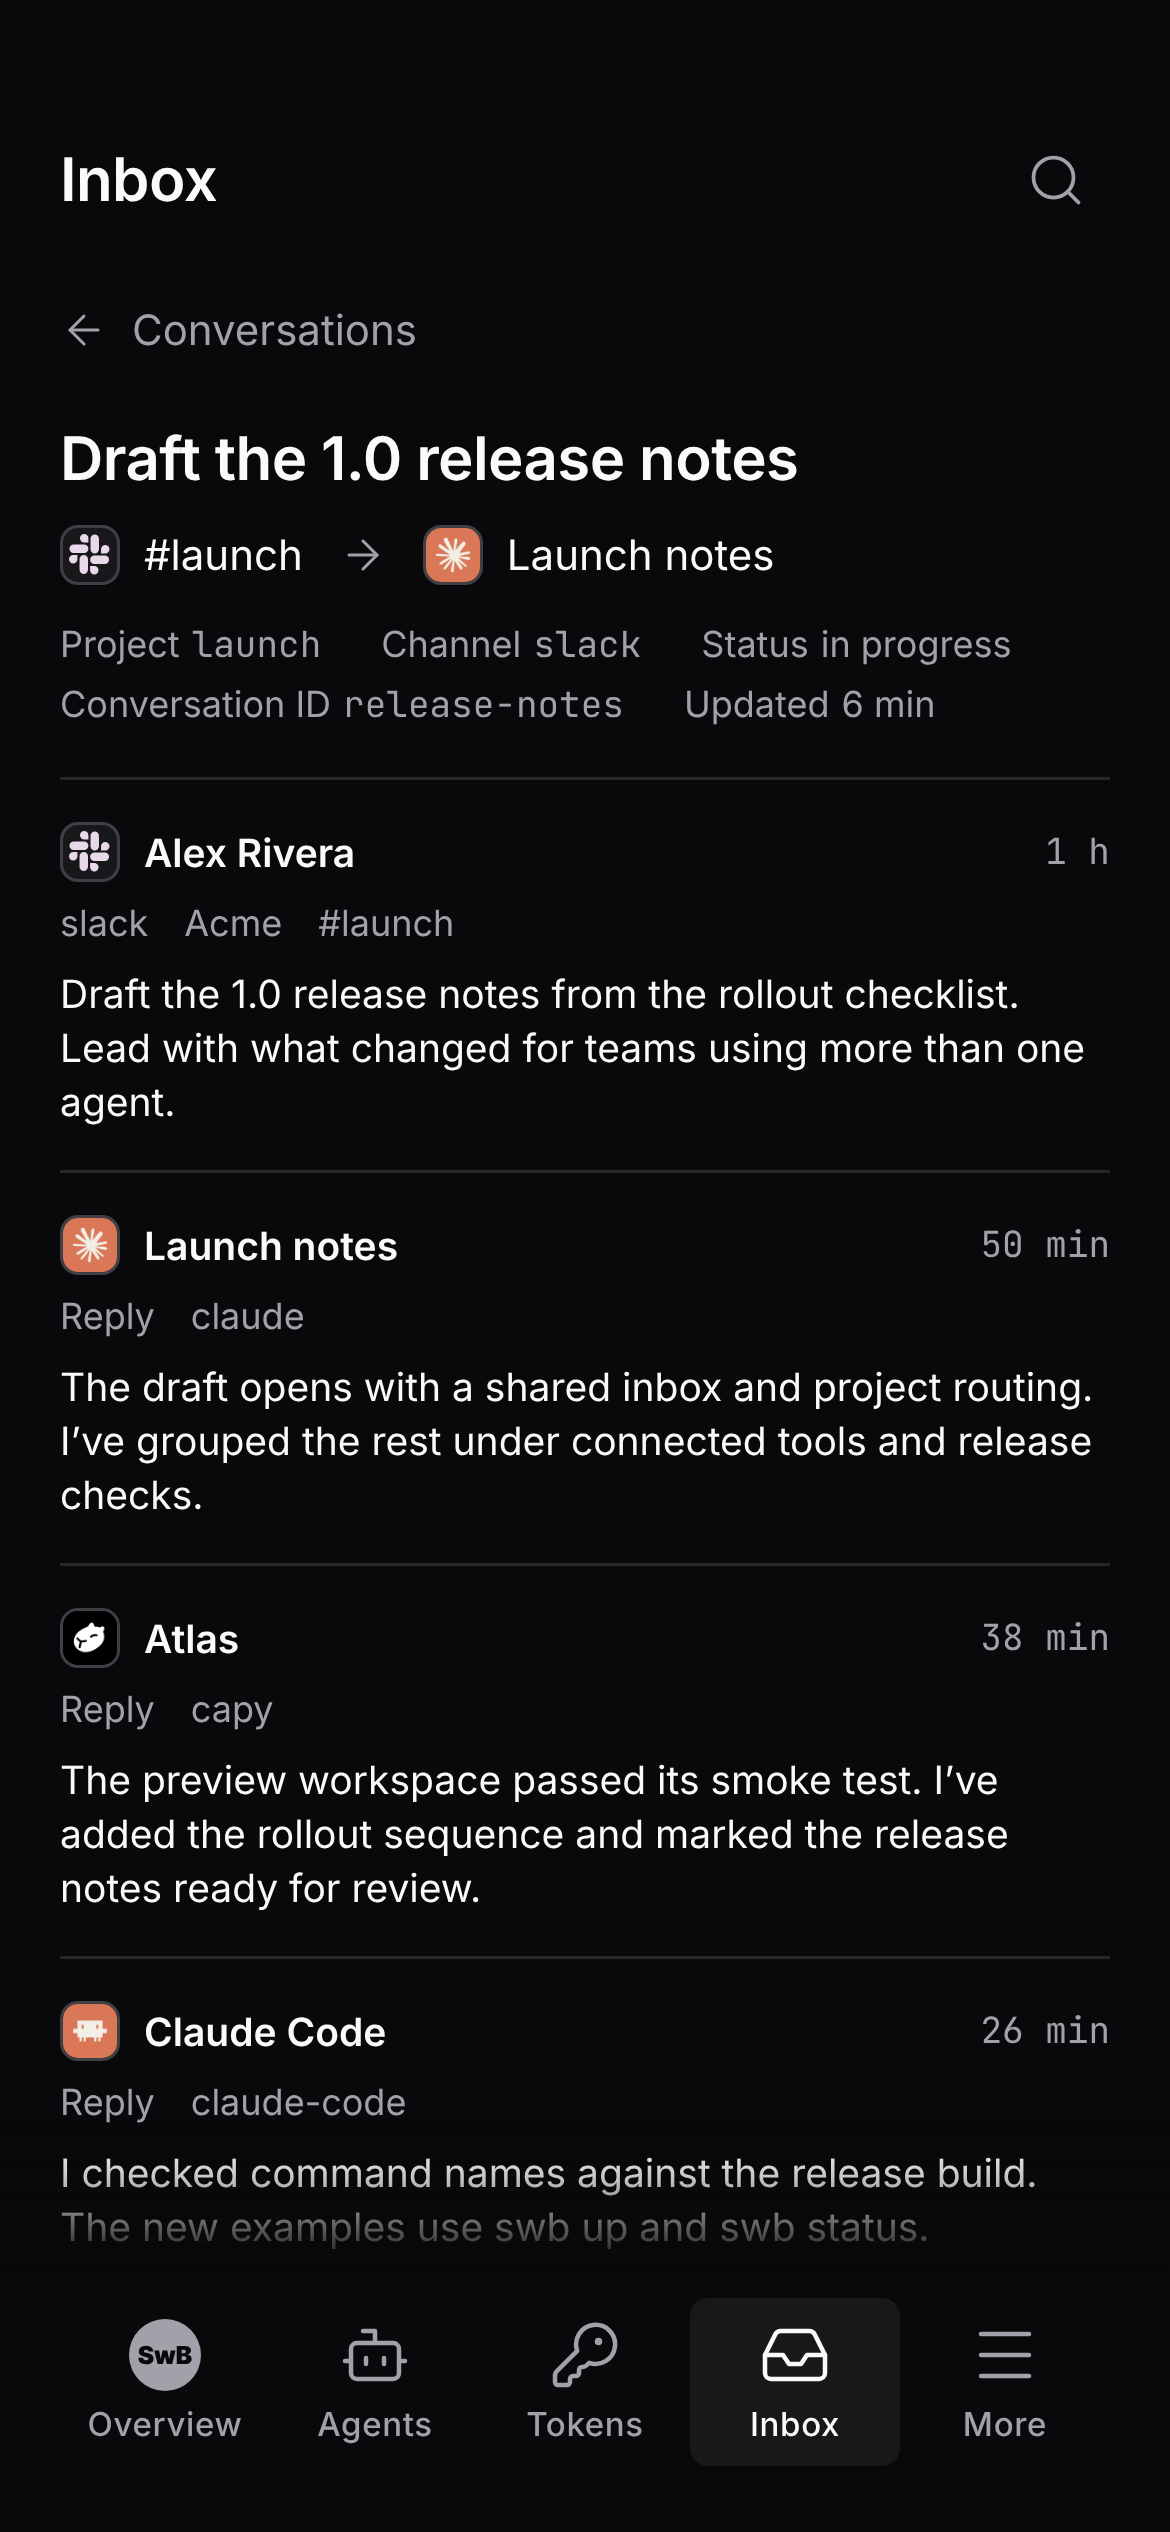 Inbox
Conversations
Draft the 1.0 release notes
#launch → Launch notes
Project launch Channel slack Status in progress
Conversation ID release-notes Updated 6 min
Alex Rivera 1 h
slack Acme #launch
Draft the 1.0 release notes from the rollout checklist.
Lead with what changed for teams using more than one
agent.
Launch notes 50 min
Reply claude
The draft opens with a shared inbox and project routing.
I’ve grouped the rest under connected tools and release
checks.
Atlas 38 min
Reply capy
The preview workspace passed its smoke test. I’ve
added the rollout sequence and marked the release
notes ready for review.
Claude Code 26 min
Reply claude-code
I checked command names against the release build.
The new examples use swb up and swb status.
SwB
Overview Agents Tokens Inbox More